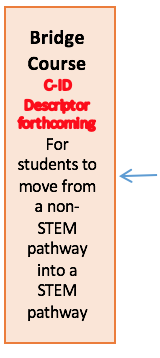 Bridge
Course
C-ID
Descriptor
forthcoming
For
students to
move from
a non-
STEM
pathway
into a
STEM
pathway